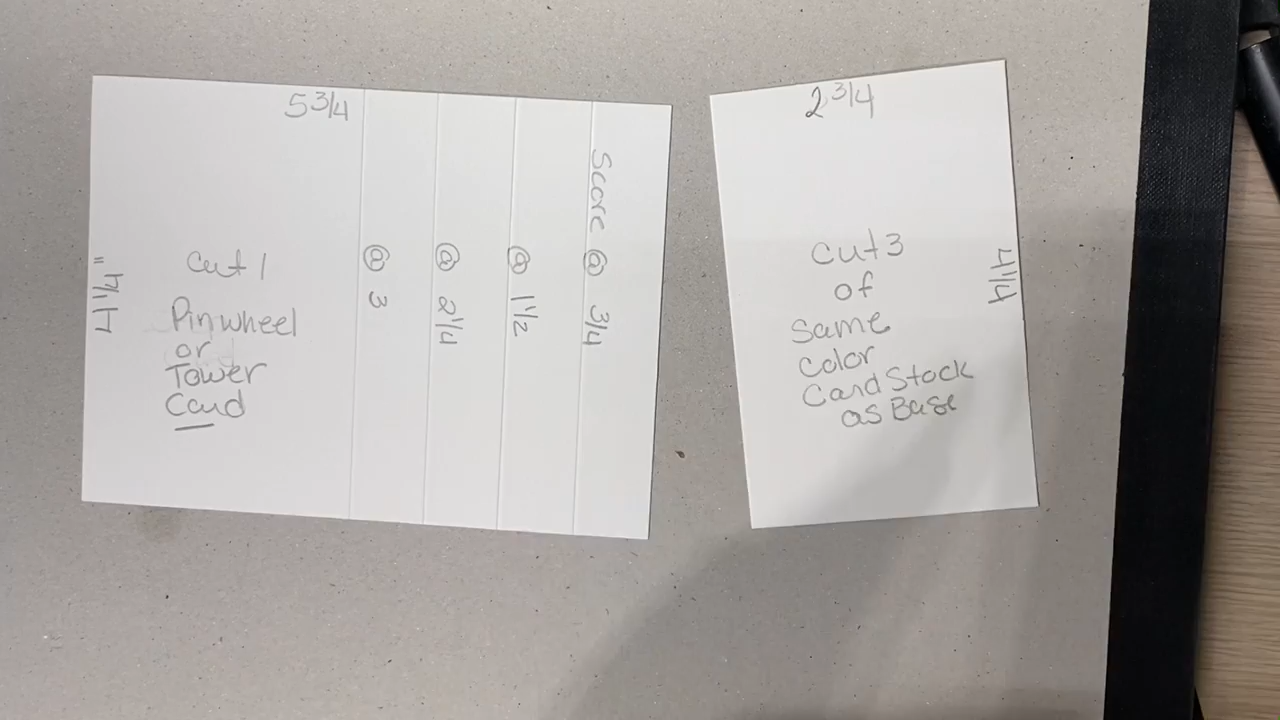 5 3/4
4 1/4"
Cut 1
Pinwheel
or
Tower
Card
@ 3
@ 2 1/4
@ 1 1/2
Score @ 3/4
2 3/4
4 1/4
Cut 3
of
Same
Color
Card Stock
as Base